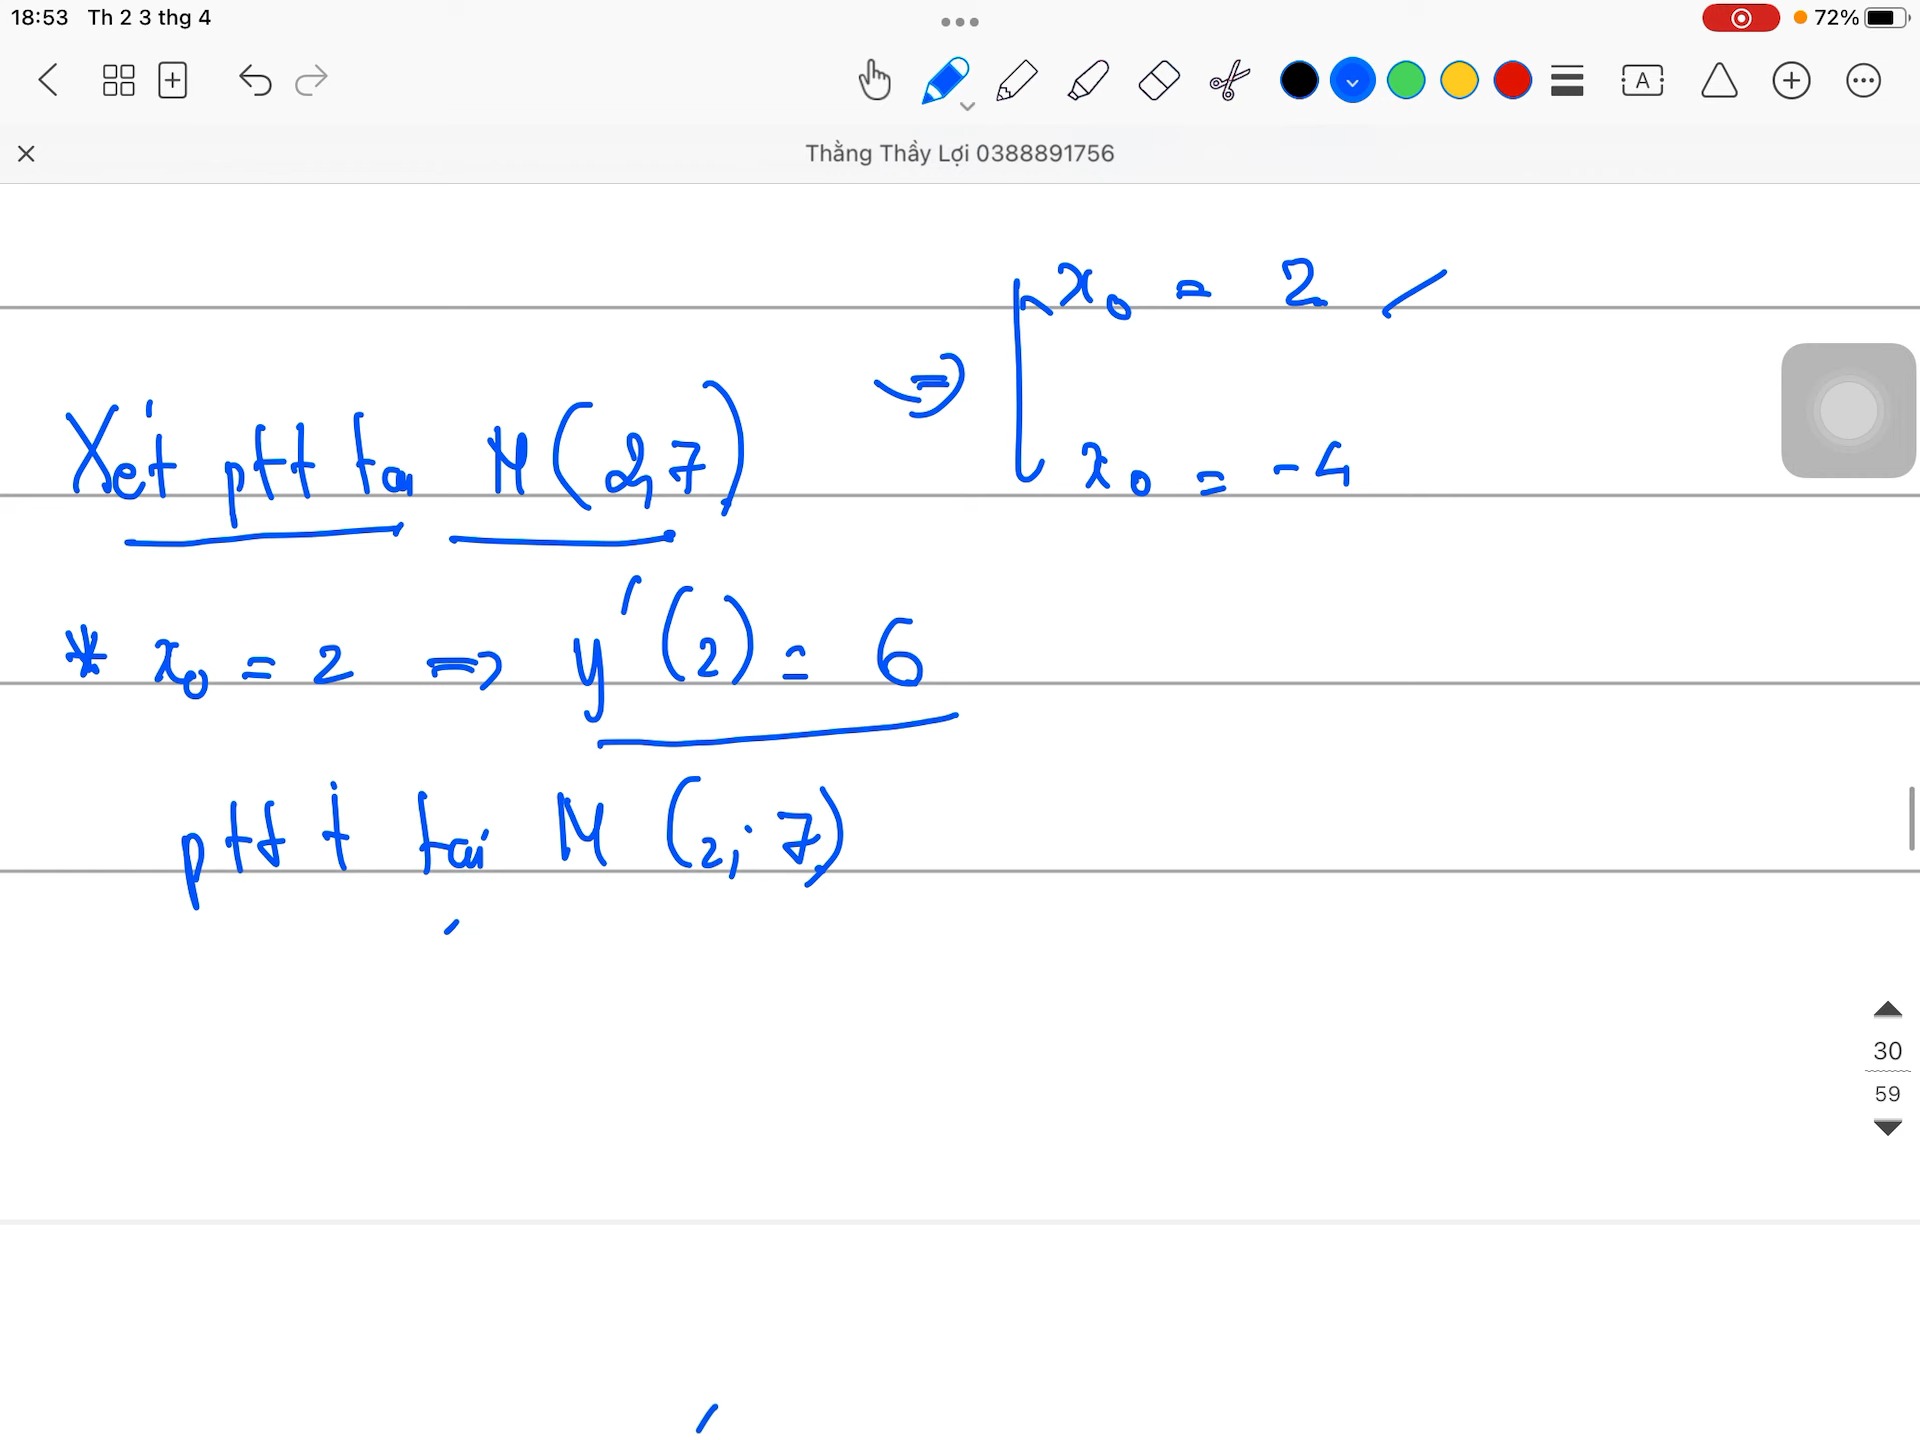 18:53 Th 2 3 thg 4
72%
A
Thằng Thầy Lợi 0388891756
x₀ = 2
⇒
Xét ptt tại M(2,7)
x₀ = -4
* x₀ = 2 ⇒ y'(2) = 6
pttt tại M (2; 7)
30
59